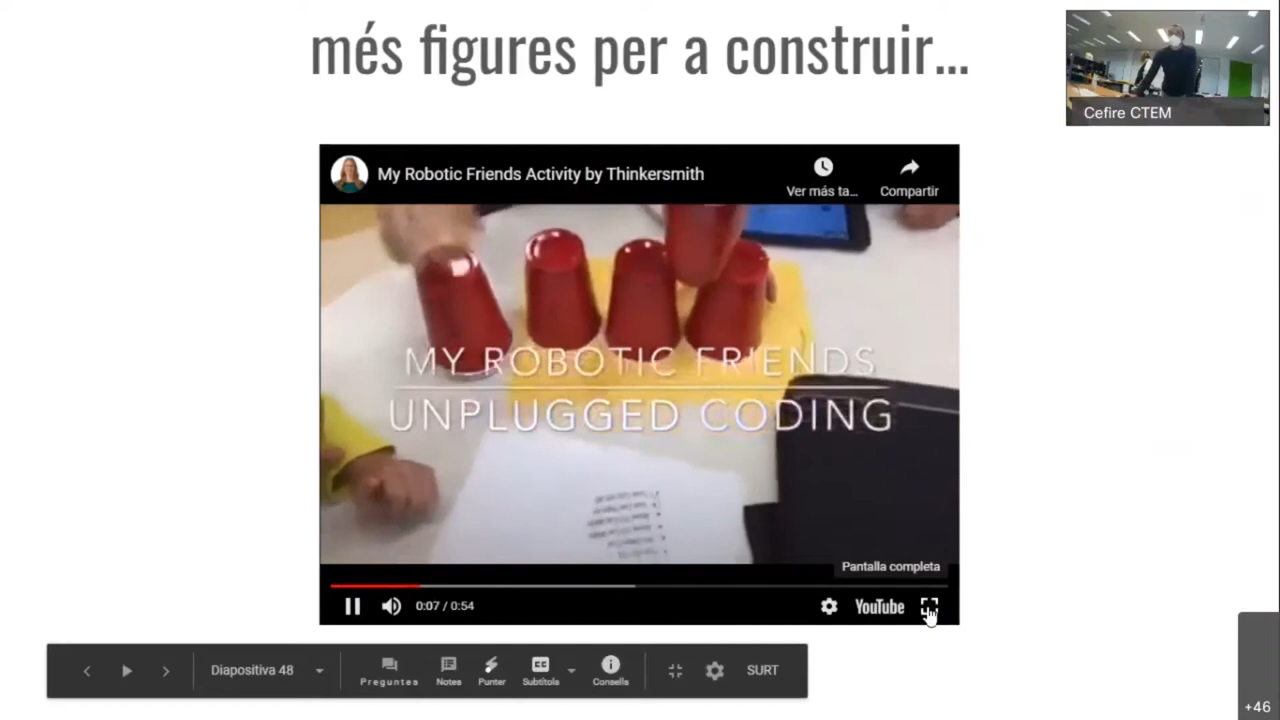 més figures per a construir...
Cefire CTEM
My Robotic Friends Activity by Thinkersmith
Ver más ta...
Compartir
MY ROBOTIC FRIENDS
UNPLUGGED CODING
Pantalla completa
0:07 / 0:54
YouTube
Diapositiva 48
Preguntes
Notes
Punter
Subtítols
Consells
SURT
+46